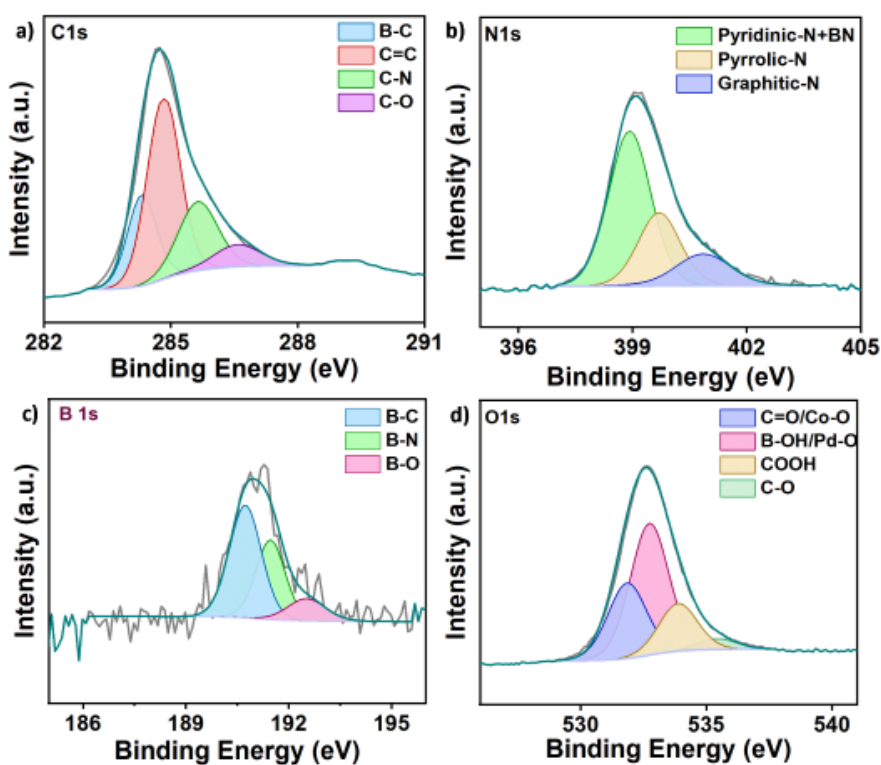 a) C1s
B-C
C=C
C-N
C-O
Intensity (a.u.)
282 285 288 291
Binding Energy (eV)
b) N1s
Pyridinic-N+BN
Pyrrolic-N
Graphitic-N
Intensity (a.u.)
396 399 402 405
Binding Energy (eV)
c) B 1s
B-C
B-N
B-O
Intensity (a.u.)
186 189 192 195
Binding Energy (eV)
d) O1s
C=O/Co-O
B-OH/Pd-O
COOH
C-O
Intensity (a.u.)
530 535 540
Binding Energy (eV)